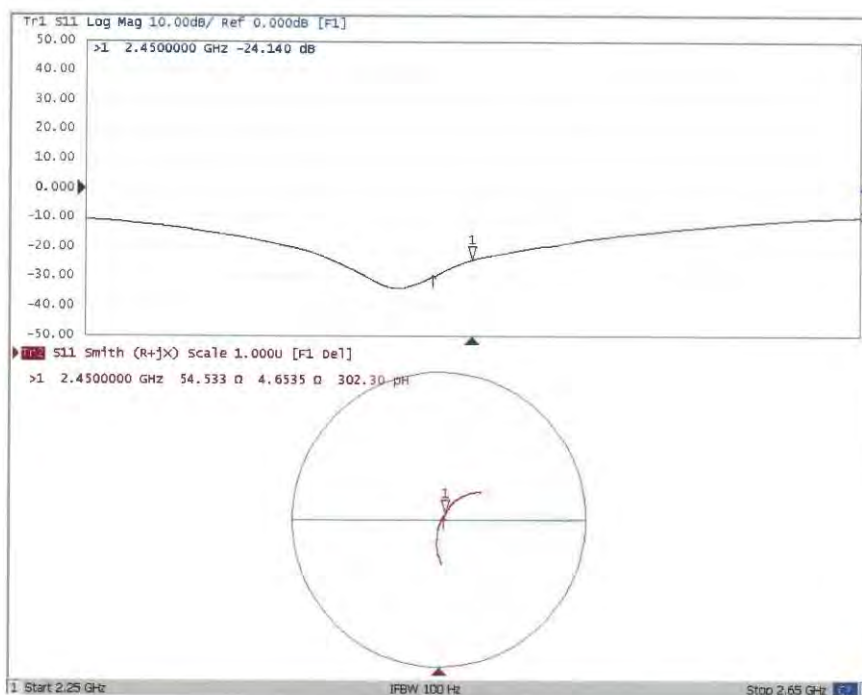 Tr1 S11 Log Mag 10.00dB/ Ref 0.000dB [F1]
50.00
>1 2.4500000 GHz -24.140 dB
40.00
30.00
20.00
10.00
0.000
-10.00
-20.00
1
-30.00
-40.00
-50.00
Tr2 S11 Smith (R+jX) Scale 1.000U [F1 Del]
>1 2.4500000 GHz 54.533 Ω 4.6535 Ω 302.30 pH
1
1 Start 2.25 GHz IFBW 100 Hz Stop 2.65 GHz